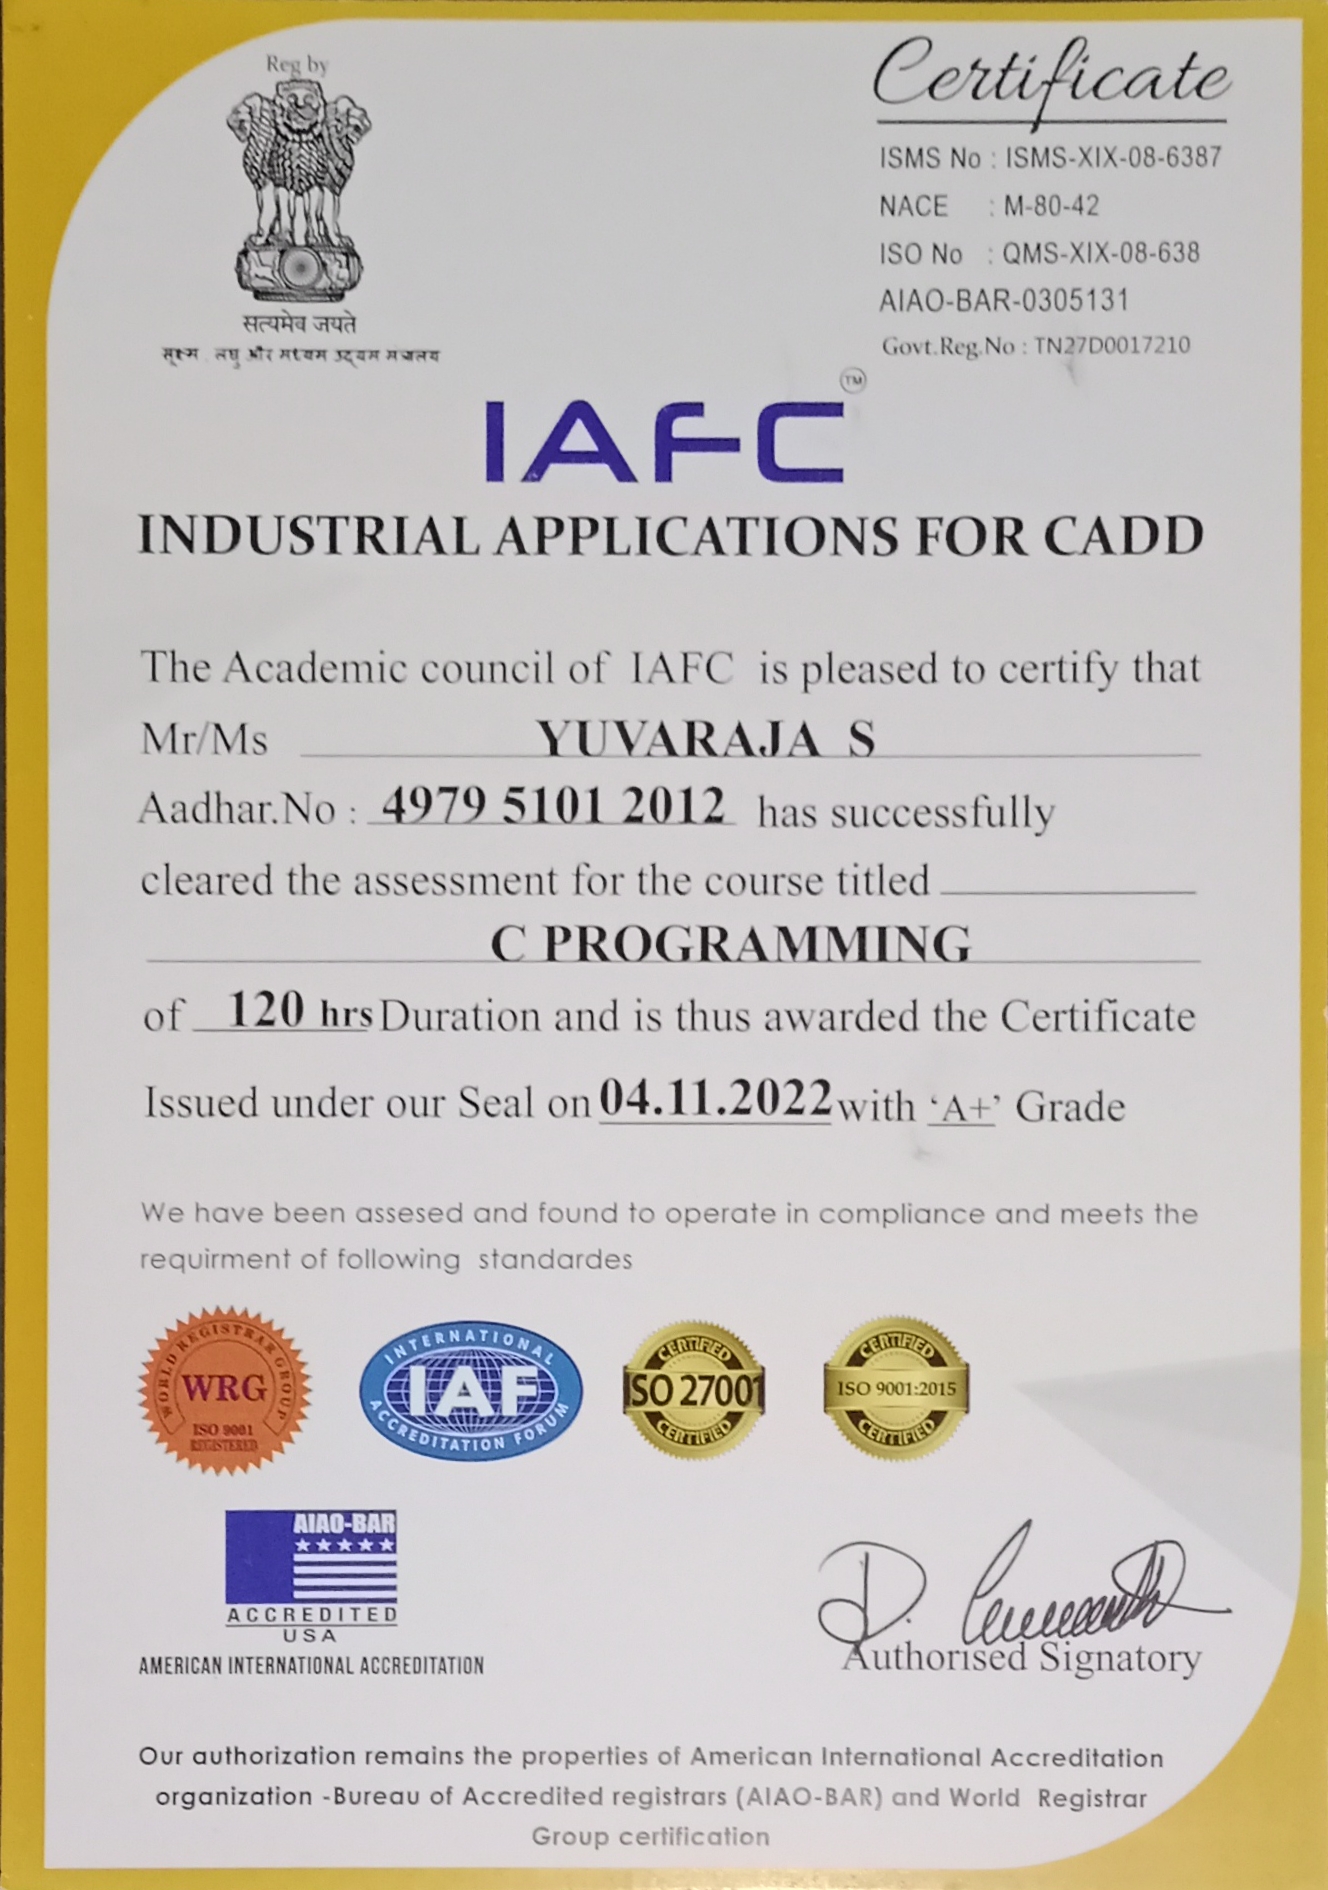 Reg by
सत्यमेव जयते
सूक्ष्म . लघु और मध्यम उद्यम मंत्रालय
Certificate
ISMS No : ISMS-XIX-08-6387
NACE : M-80-42
ISO No : QMS-XIX-08-638
AIAO-BAR-0305131
Govt.Reg.No : TN27D0017210
IAFC TM
INDUSTRIAL APPLICATIONS FOR CADD
The Academic council of IAFC is pleased to certify that
Mr/Ms YUVARAJA S
Aadhar.No : 4979 5101 2012 has successfully
cleared the assessment for the course titled
C PROGRAMMING
of 120 hrs Duration and is thus awarded the Certificate
Issued under our Seal on 04.11.2022 with ‘A+’ Grade
We have been assesed and found to operate in compliance and meets the
requirment of following standardes
WORLD REGISTRAR GROUP
WRG
ISO 9001
REGISTERED
INTERNATIONAL
IAF
ACCREDITATION FORUM
CERTIFIED
ISO 27001
CERTIFIED
CERTIFIED
ISO 9001:2015
CERTIFIED
AIAO-BAR
ACCREDITED
USA
AMERICAN INTERNATIONAL ACCREDITATION
Authorised Signatory
Our authorization remains the properties of American International Accreditation
organization -Bureau of Accredited registrars (AIAO-BAR) and World Registrar
Group certification